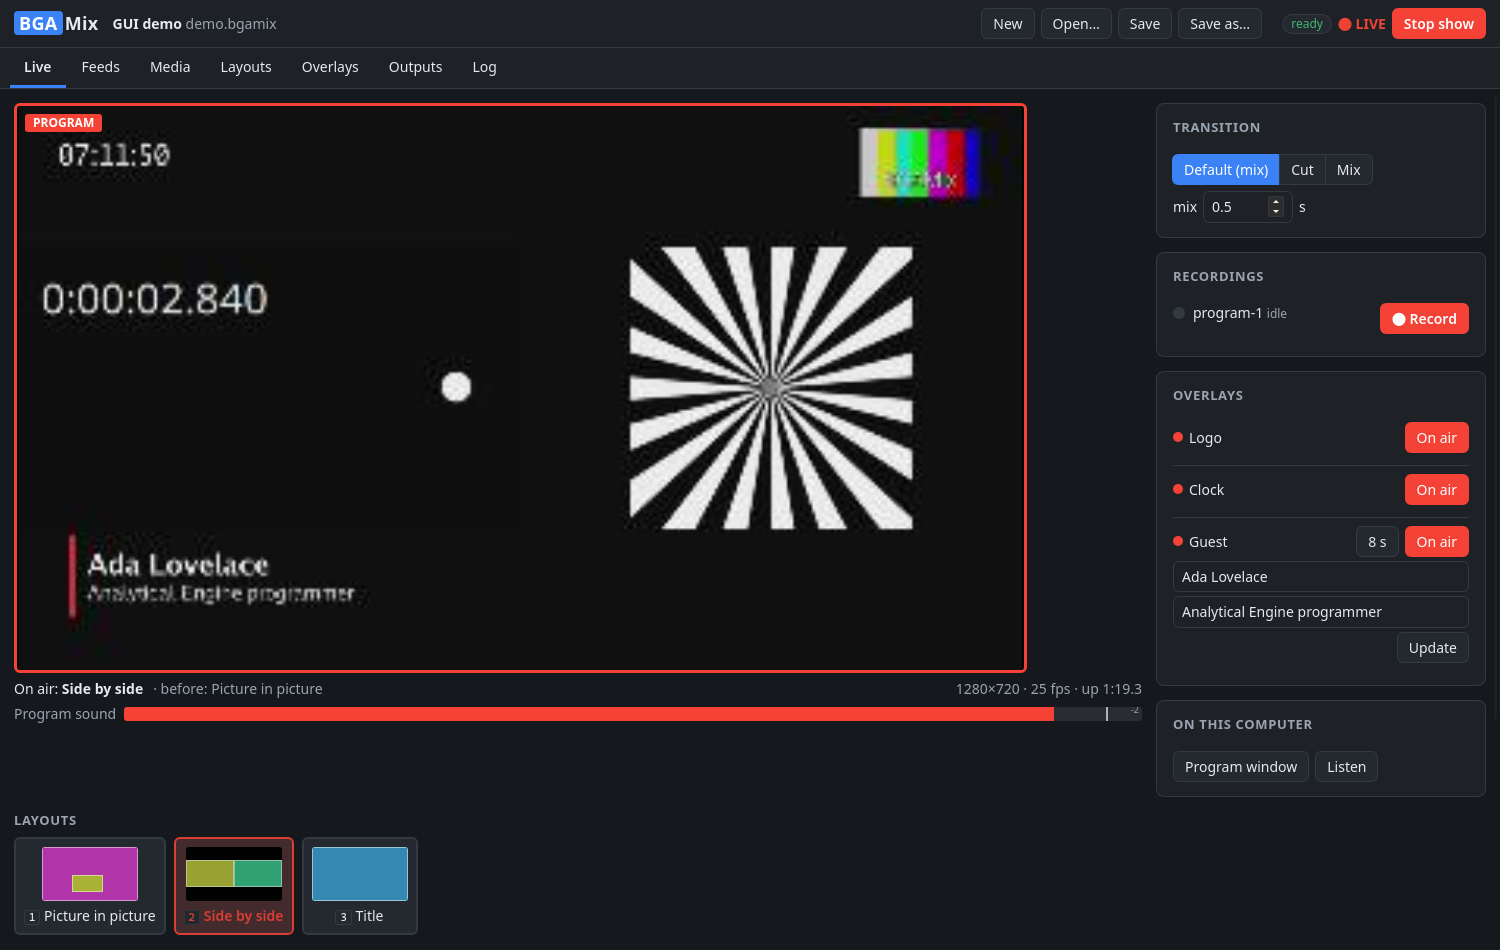 BGA Mix GUI demo demo.bgamix New Open... Save Save as... ready LIVE Stop show
Live Feeds Media Layouts Overlays Outputs Log
PROGRAM
07:11:50
0:00:02.840
Ada Lovelace
Analytical Engine programmer
On air: Side by side · before: Picture in picture 1280×720 · 25 fps · up 1:19.3
Program sound -2
LAYOUTS
1 Picture in picture 2 Side by side 3 Title
TRANSITION
Default (mix) Cut Mix
mix 0.5 s
RECORDINGS
program-1 idle Record
OVERLAYS
Logo On air
Clock On air
Guest 8 s On air
Ada Lovelace
Analytical Engine programmer
Update
ON THIS COMPUTER
Program window Listen